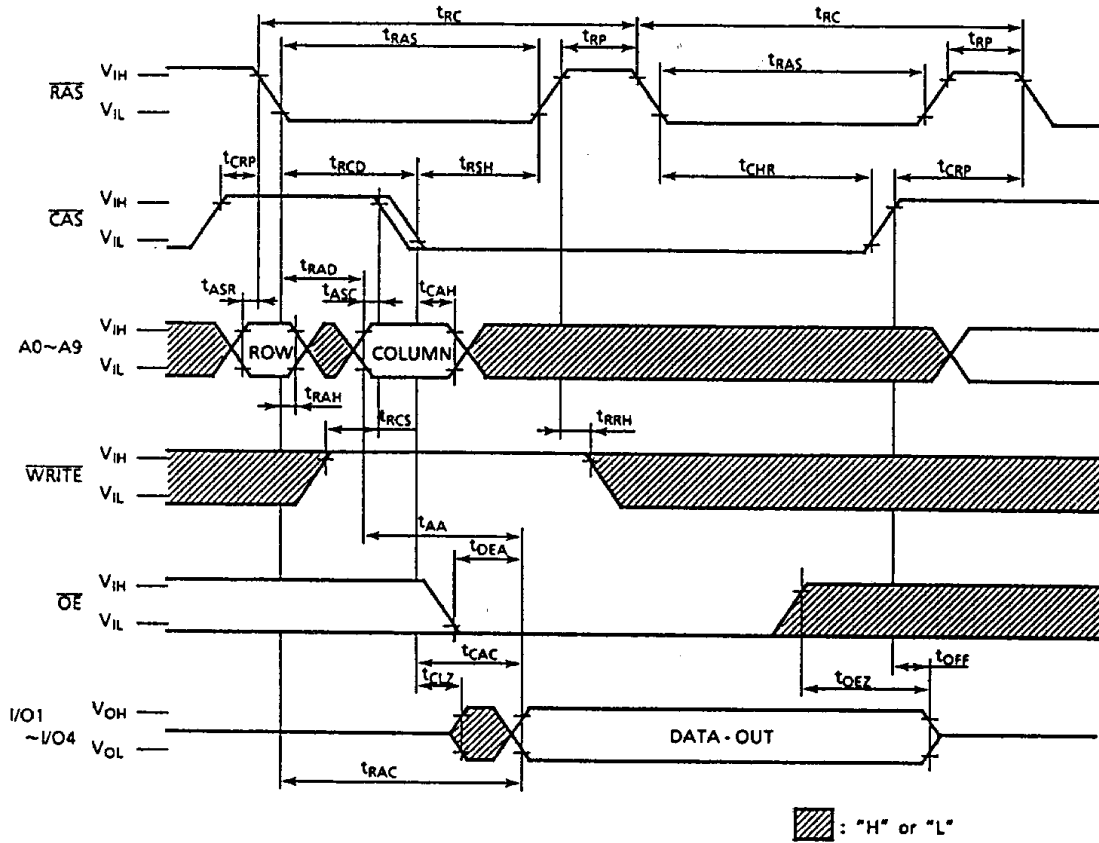 tRC tRC
tRAS tRP tRAS tRP
RAS VIH
VIL
tCRP tRCD tRSH tCHR tCRP
CAS VIH
VIL
tASR tRAD tASC tCAH
A0~A9 VIH
VIL
ROW COLUMN
tRAH tRCS tRRH
WRITE VIH
VIL
tAA
tOEA
OE VIH
VIL
tCAC tOFF
tCLZ tOEZ
I/O1 VOH
~I/O4 VOL
DATA-OUT
tRAC
: "H" or "L"